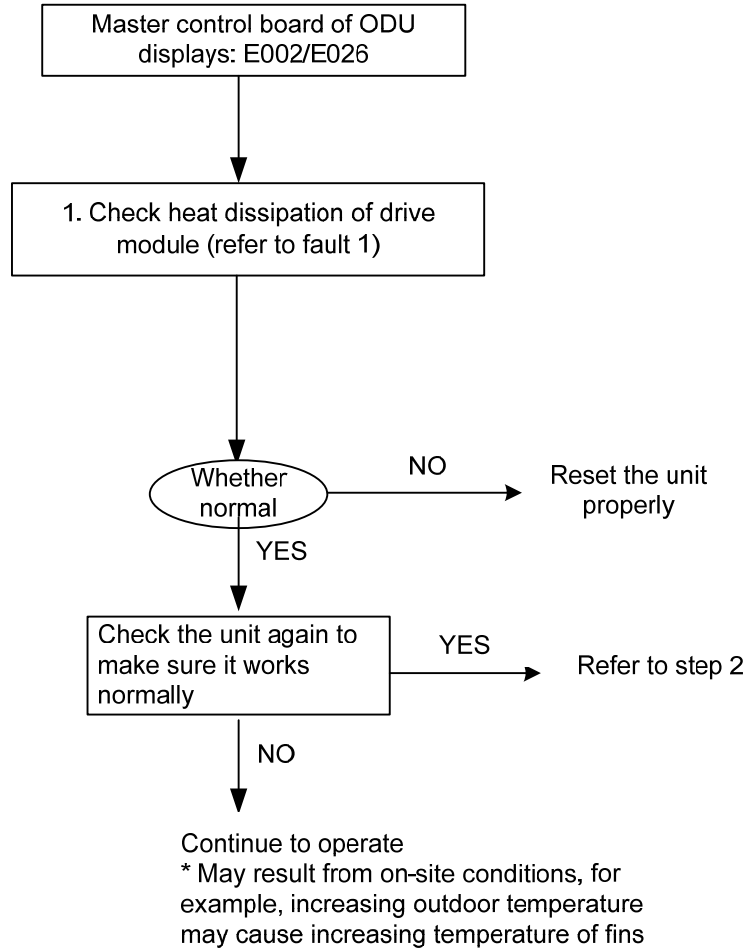 Master control board of ODU
displays: E002/E026
1. Check heat dissipation of drive
module (refer to fault 1)
Whether
normal
NO
Reset the unit
properly
YES
Check the unit again to
make sure it works
normally
YES
Refer to step 2
NO
Continue to operate
* May result from on-site conditions, for
example, increasing outdoor temperature
may cause increasing temperature of fins